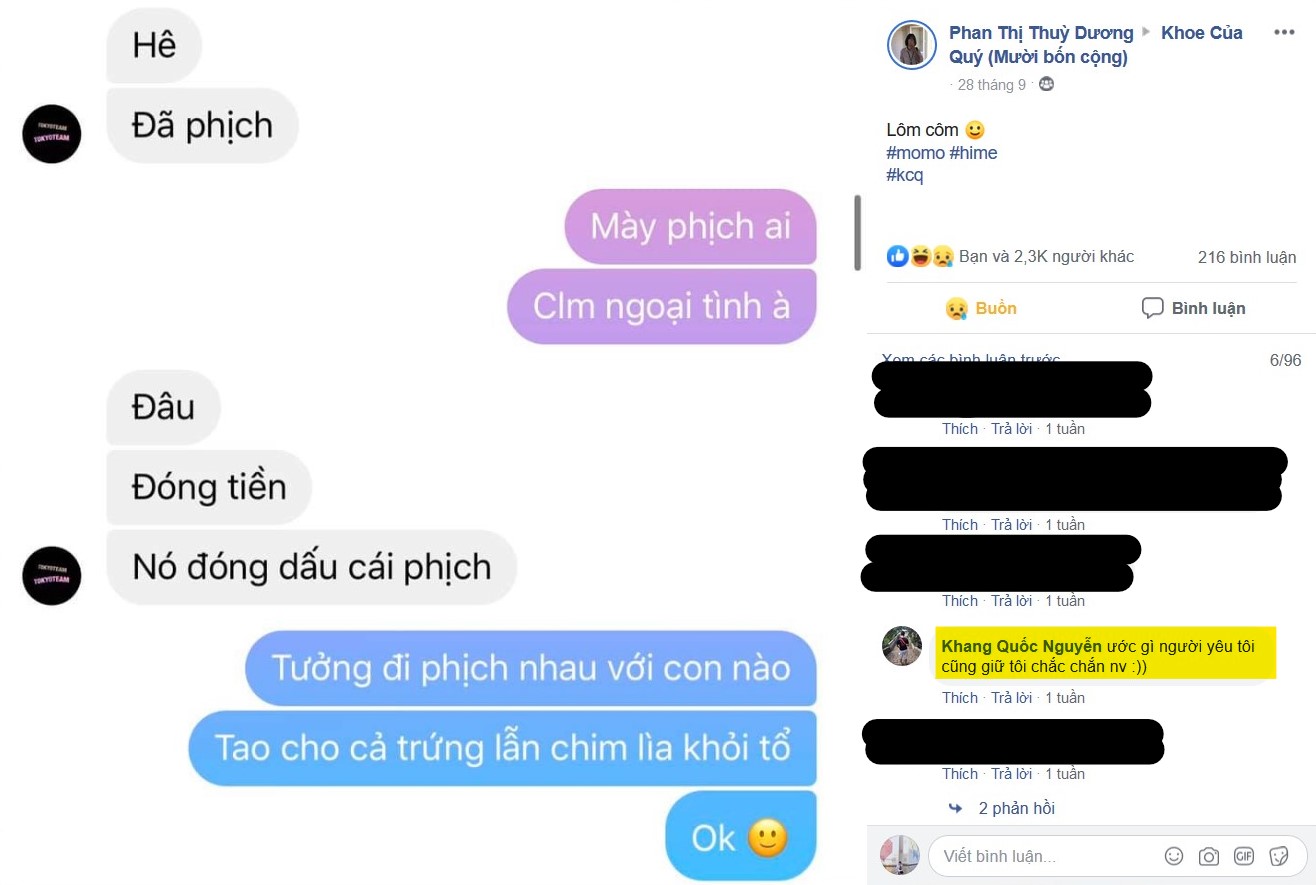 Hê
Đã phịch
TOKYOTEAM
TOKYOTEAM
Mày phịch ai
Clm ngoại tình à
Đâu
Đóng tiền
Nó đóng dấu cái phịch
TOKYOTEAM
TOKYOTEAM
Tưởng đi phịch nhau với con nào
Tao cho cả trứng lẫn chim lìa khỏi tổ
Ok 🙂
Phan Thị Thuỳ Dương ▸ Khoe Của
Quý (Mười bốn cộng)
· 28 tháng 9 ·
Lôm côm 🙂
#momo #hime
#kcq
Bạn và 2,3K người khác 216 bình luận
Buồn Bình luận
Xem các bình luận trước 6/96
Thích · Trả lời · 1 tuần
Thích · Trả lời · 1 tuần
Thích · Trả lời · 1 tuần
Khang Quốc Nguyễn ước gì người yêu tôi
cũng giữ tôi chắc chắn nv :))
Thích · Trả lời · 1 tuần
Thích · Trả lời · 1 tuần
2 phản hồi
Viết bình luận...
GIF